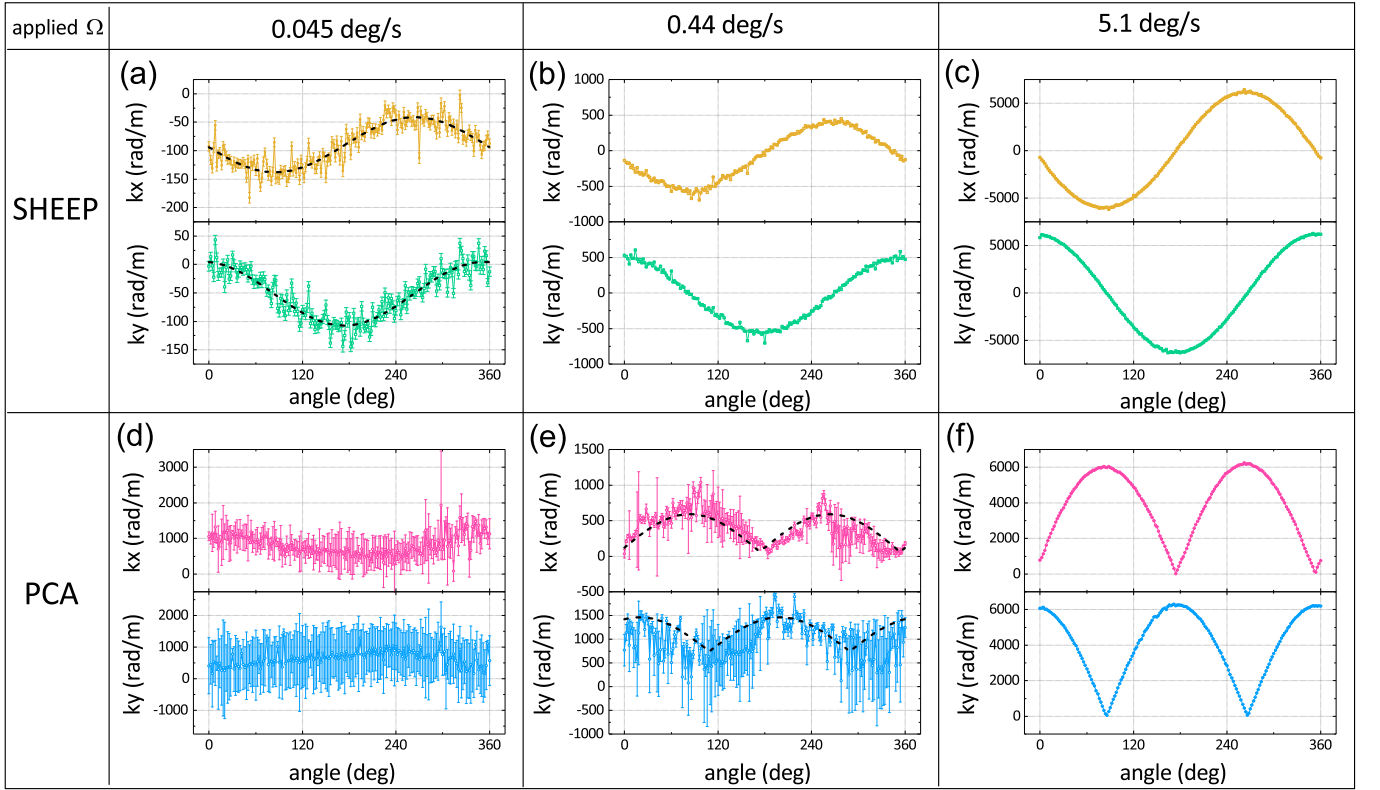 applied Ω
0.045 deg/s
0.44 deg/s
5.1 deg/s
SHEEP
(a)
kx (rad/m)
0
-50
-100
-150
-200
ky (rad/m)
50
0
-50
-100
-150
0
120
240
360
angle (deg)
(b)
kx (rad/m)
1000
500
0
-500
-1000
ky (rad/m)
500
0
-500
-1000
0
120
240
360
angle (deg)
(c)
kx (rad/m)
5000
0
-5000
ky (rad/m)
5000
0
-5000
0
120
240
360
angle (deg)
PCA
(d)
kx (rad/m)
3000
2000
1000
0
ky (rad/m)
2000
1000
0
-1000
0
120
240
360
angle (deg)
(e)
kx (rad/m)
1500
1000
500
0
-500
ky (rad/m)
1500
1000
500
0
-500
-1000
0
120
240
360
angle (deg)
(f)
kx (rad/m)
6000
4000
2000
0
ky (rad/m)
6000
4000
2000
0
0
120
240
360
angle (deg)